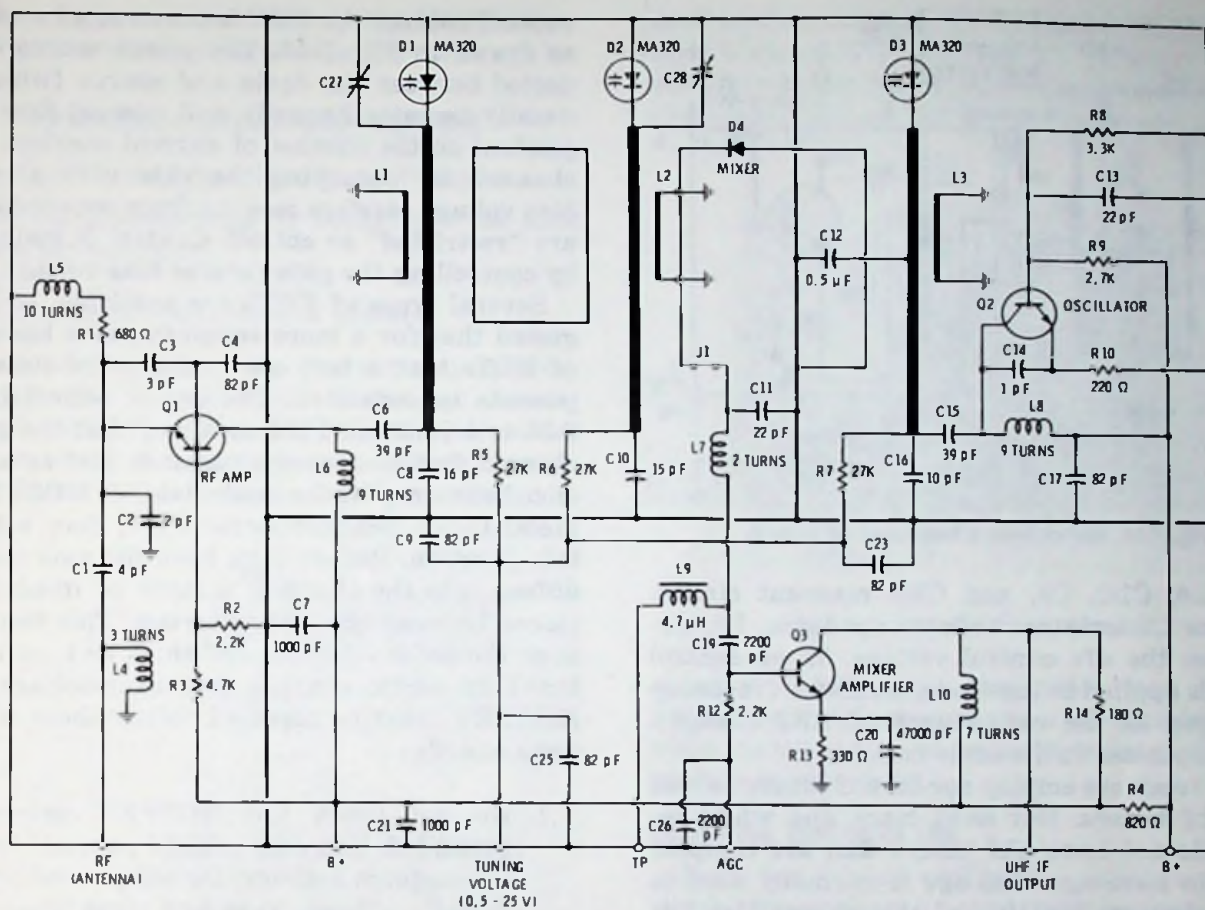 C27
D1 MA320
D2 MA320
C28
D3 MA320
D4
MIXER
R8
3.3K
C13
22 pF
L1
L2
L3
C12
0.5 µF
R9
2.7K
Q2
OSCILLATOR
L5
10 TURNS
R1 680 Ω
C3
3 pF
C4
82 pF
J1
C14
1 pF
R10
220 Ω
Q1
RF AMP
C6
39 pF
C11
22 pF
L7
2 TURNS
C15
39 pF
L8
9 TURNS
L6
9 TURNS
C8 16 pF
R5 27K
R6 27K
C10 15 pF
R7 27K
C16
10 pF
C17 82 pF
C2 2 pF
C9 82 pF
C23
82 pF
C1 4 pF
L9
4.7 µH
C19 2200 pF
Q3
MIXER
AMPLIFIER
R2
2.2K
C7
1000 pF
3 TURNS
L4
R3 4.7K
R12 2.2K
L10
7 TURNS
R14 180 Ω
C20 47000 pF
R13 330 Ω
C25 82 pF
C21 1000 pF
C26 2200 pF
R4
820 Ω
RF
(ANTENNA)
B+
TUNING
VOLTAGE
(0.5 - 25 V)
TP
AGC
UHF IF
OUTPUT
B+